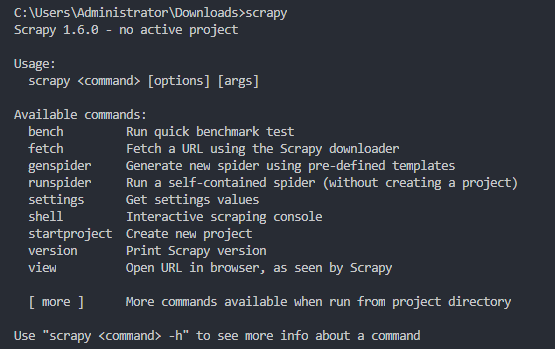 C:\Users\Administrator\Downloads>scrapy
Scrapy 1.6.0 - no active project
Usage:
scrapy <command> [options] [args]
Available commands:
bench Run quick benchmark test
fetch Fetch a URL using the Scrapy downloader
genspider Generate new spider using pre-defined templates
runspider Run a self-contained spider (without creating a project)
settings Get settings values
shell Interactive scraping console
startproject Create new project
version Print Scrapy version
view Open URL in browser, as seen by Scrapy
[ more ] More commands available when run from project directory
Use "scrapy <command> -h" to see more info about a command